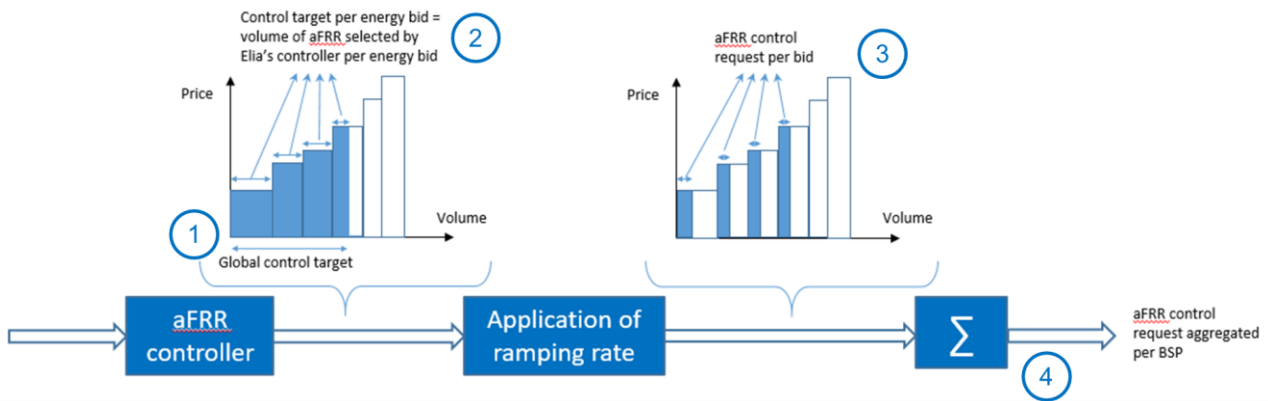 Control target per energy bid =
volume of aFRR selected by
Elia's controller per energy bid
2
Price
1
Volume
Global control target
aFRR control
request per bid
3
Price
Volume
aFRR
controller
Application of
ramping rate
∑
4
aFRR control
request aggregated
per BSP